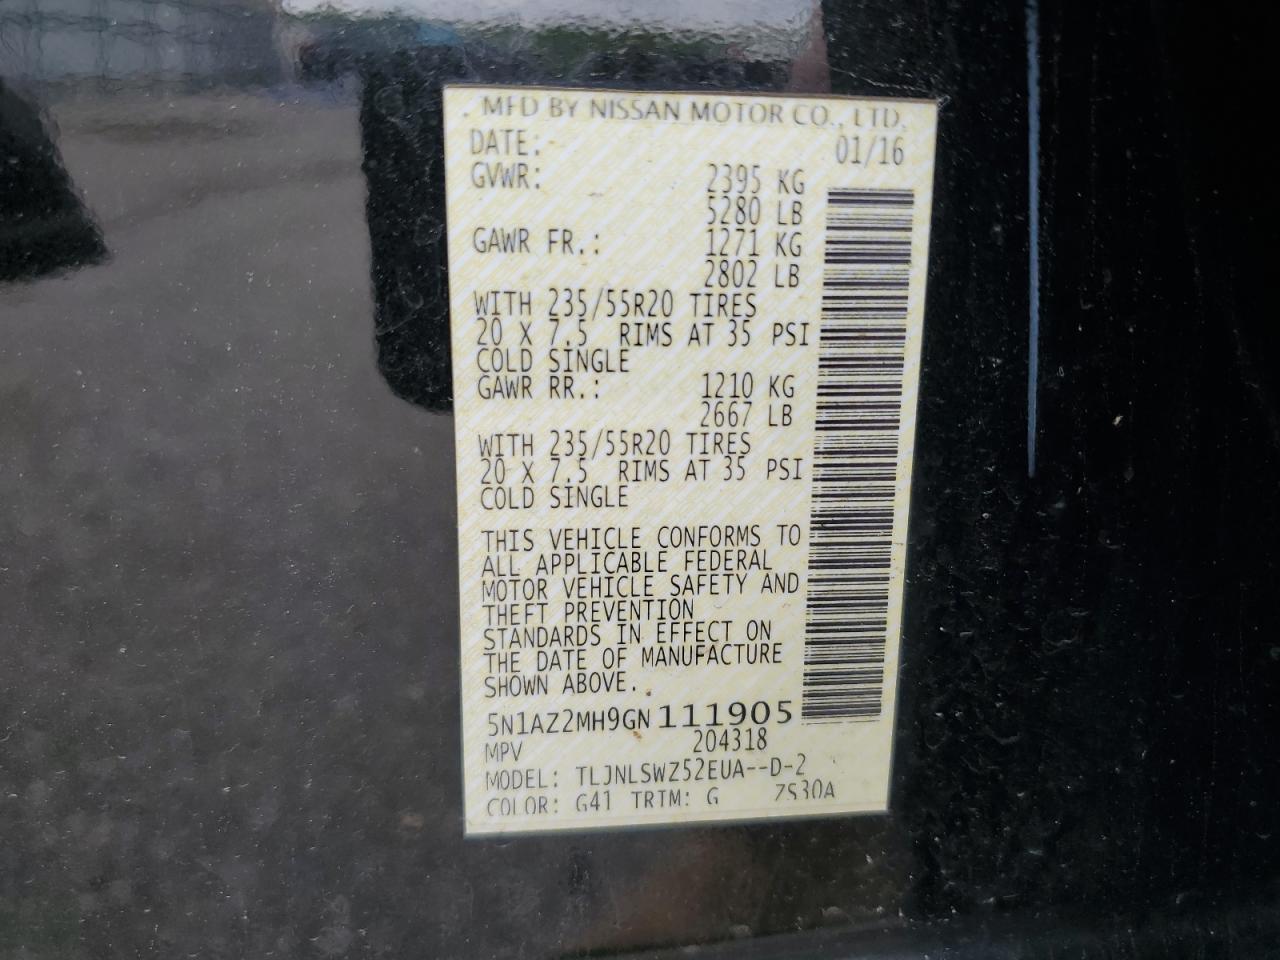 MFD BY NISSAN MOTOR CO., LTD.
DATE: 01/16
GVWR: 2395 KG
5280 LB
GAWR FR.: 1271 KG
2802 LB
WITH 235/55R20 TIRES
20 X 7.5 RIMS AT 35 PSI
COLD SINGLE
GAWR RR.: 1210 KG
2667 LB
WITH 235/55R20 TIRES
20 X 7.5 RIMS AT 35 PSI
COLD SINGLE
THIS VEHICLE CONFORMS TO
ALL APPLICABLE FEDERAL
MOTOR VEHICLE SAFETY AND
THEFT PREVENTION
STANDARDS IN EFFECT ON
THE DATE OF MANUFACTURE
SHOWN ABOVE.
5N1AZ2MH9GN111905
MPV 204318
MODEL: TLJNLSWZ52EUA--D-2
COLOR: G41 TRIM: G ZS30A